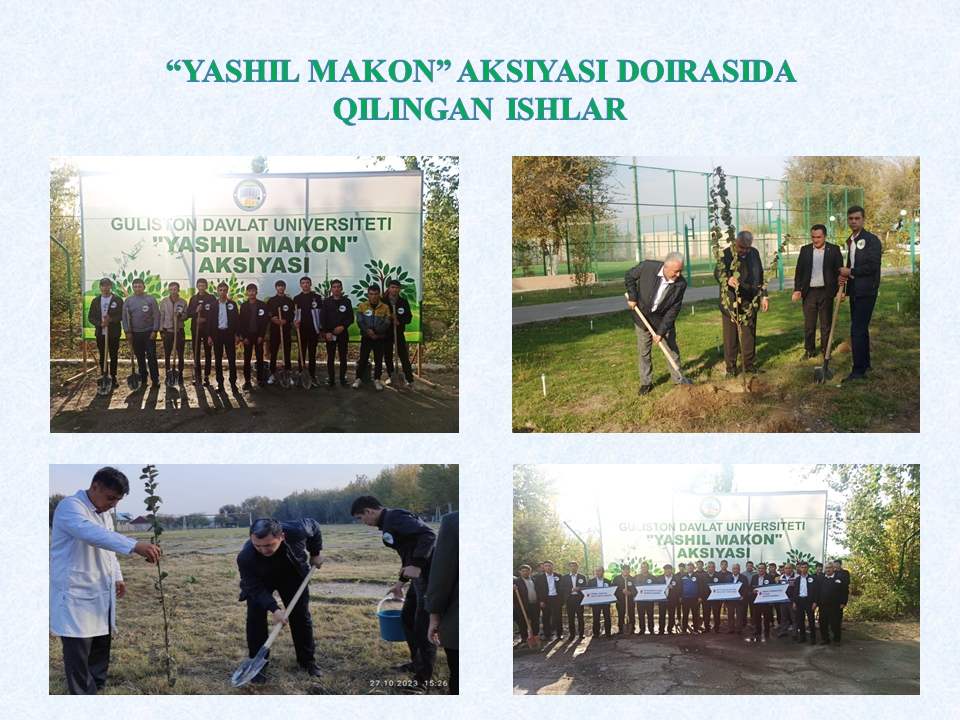 “YASHIL MAKON” AKSIYASI DOIRASIDA
QILINGAN ISHLAR
GULISTON DAVLAT UNIVERSITETI
"YASHIL MAKON"
AKSIYASI
27.10.2023 15:26
GULISTON DAVLAT UNIVERSITETI
"YASHIL MAKON"
AKSIYASI